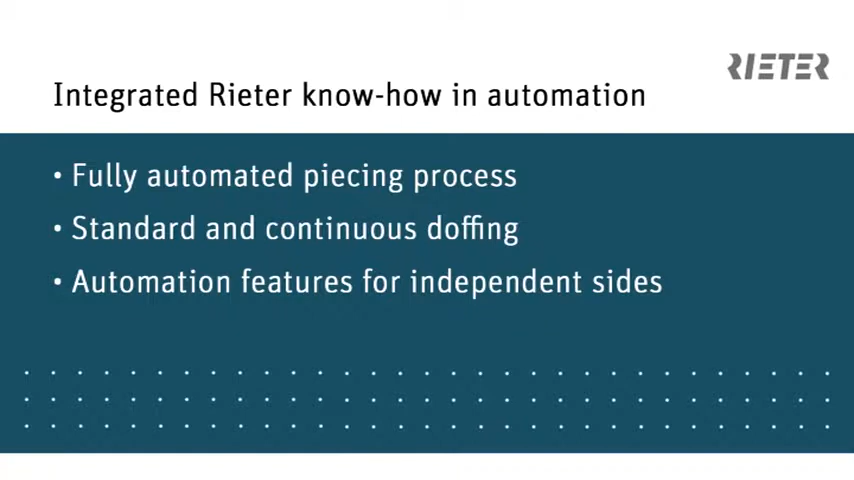 RIETER
Integrated Rieter know-how in automation
• Fully automated piecing process
• Standard and continuous doffing
• Automation features for independent sides